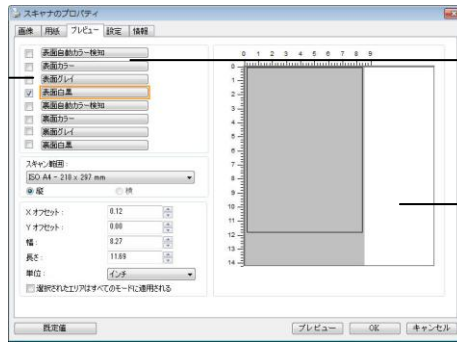 スキャナのプロパティ
画像 用紙 プレビュー 設定 情報
表面自動カラー検知
表面カラー
表面グレイ
表面白黒
裏面自動カラー検知
裏面カラー
裏面グレイ
裏面白黒
スキャン範囲:
ISO A4 - 210 x 297 mm
縦 横
Xオフセット: 0.12
Yオフセット: 0.00
幅: 8.27
長さ: 11.69
単位: インチ
選択されたエリアはすべてのモードに適用される
0 1 2 3 4 5 6 7 8 9
0
1
2
3
4
5
6
7
8
9
10
11
12
13
14
既定値 プレビュー OK キャンセル